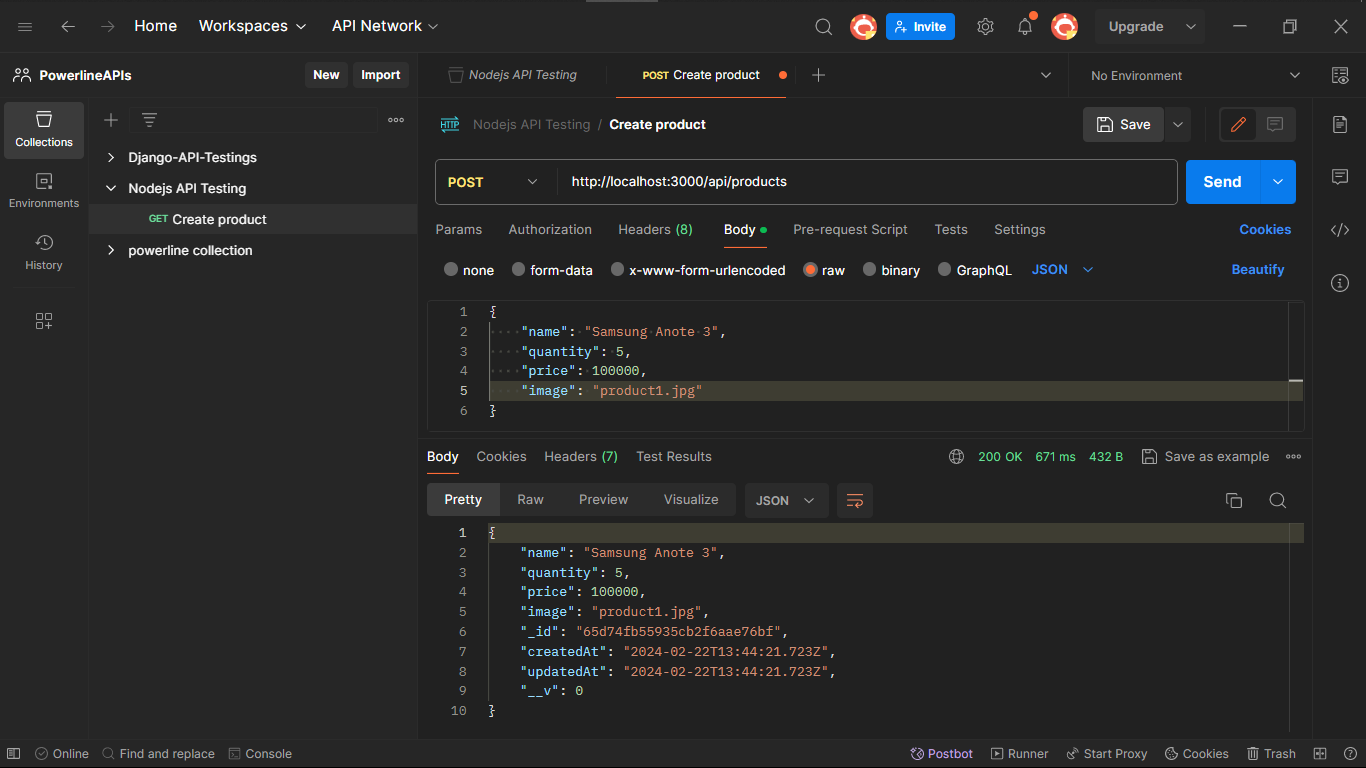 Home Workspaces API Network Invite Upgrade
PowerlineAPIs New Import Nodejs API Testing POST Create product No Environment
Collections
Environments
History
Django-API-Testings
Nodejs API Testing
GET Create product
powerline collection
HTTP Nodejs API Testing / Create product Save
POST http://localhost:3000/api/products Send
Params Authorization Headers (8) Body Pre-request Script Tests Settings Cookies
none form-data x-www-form-urlencoded raw binary GraphQL JSON Beautify
1 {
2 "name": "Samsung Anote 3",
3 "quantity": 5,
4 "price": 100000,
5 "image": "product1.jpg"
6 }
Body Cookies Headers (7) Test Results 200 OK 671 ms 432 B Save as example
Pretty Raw Preview Visualize JSON
1 {
2 "name": "Samsung Anote 3",
3 "quantity": 5,
4 "price": 100000,
5 "image": "product1.jpg",
6 "_id": "65d74fb55935cb2f6aae76bf",
7 "createdAt": "2024-02-22T13:44:21.723Z",
8 "updatedAt": "2024-02-22T13:44:21.723Z",
9 "__v": 0
10 }
Online Find and replace Console Postbot Runner Start Proxy Cookies Trash